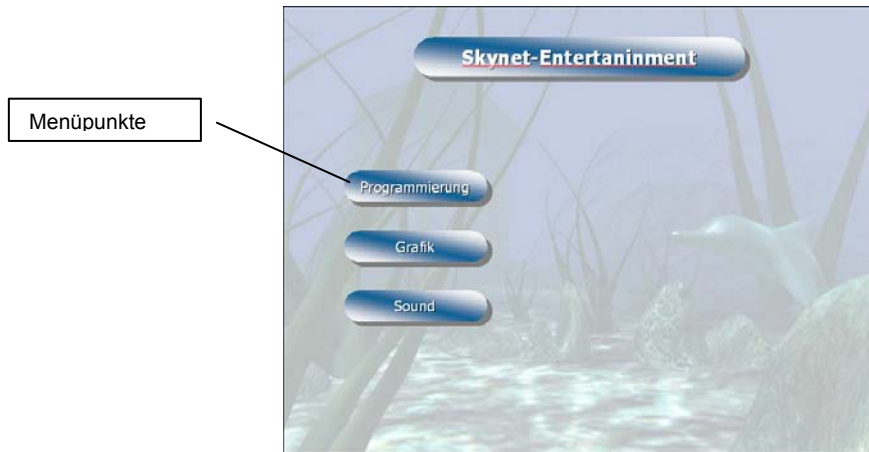 Skynet-Entertaninment
Menüpunkte
Programmierung
Grafik
Sound